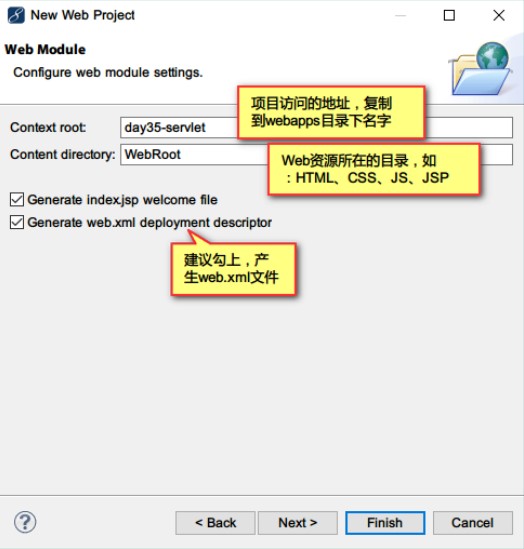 New Web Project
Web Module
Configure web module settings.
项目访问的地址，复制
到webapps目录下名字
Context root:
day35-servlet
Content directory:
WebRoot
Web资源所在的目录，如
：HTML、CSS、JS、JSP
Generate index.jsp welcome file
Generate web.xml deployment descriptor
建议勾上，产
生web.xml文件
?
< Back
Next >
Finish
Cancel